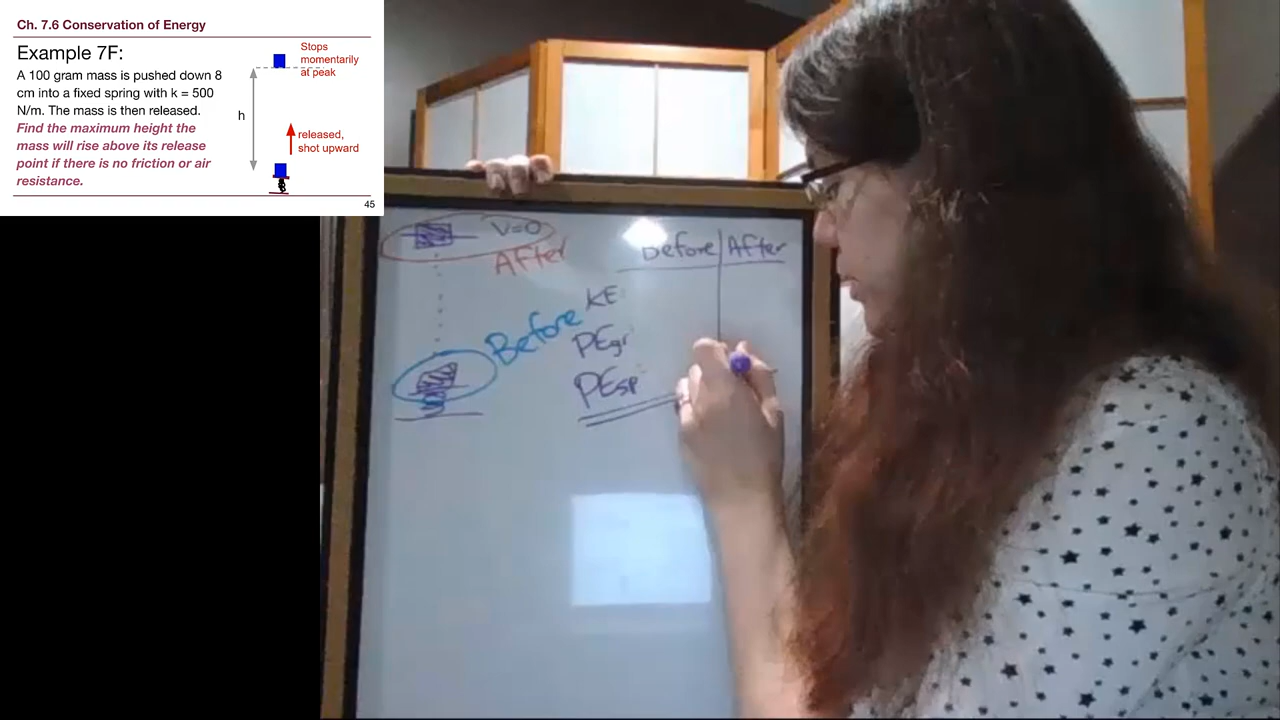 Ch. 7.6 Conservation of Energy
Example 7F:
A 100 gram mass is pushed down 8
cm into a fixed spring with k = 500
N/m. The mass is then released.
Find the maximum height the
mass will rise above its release
point if there is no friction or air
resistance.
Stops
momentarily
at peak
h
released,
shot upward
45
V=0
After
Before
Before After
KE
PEgr
PEsp